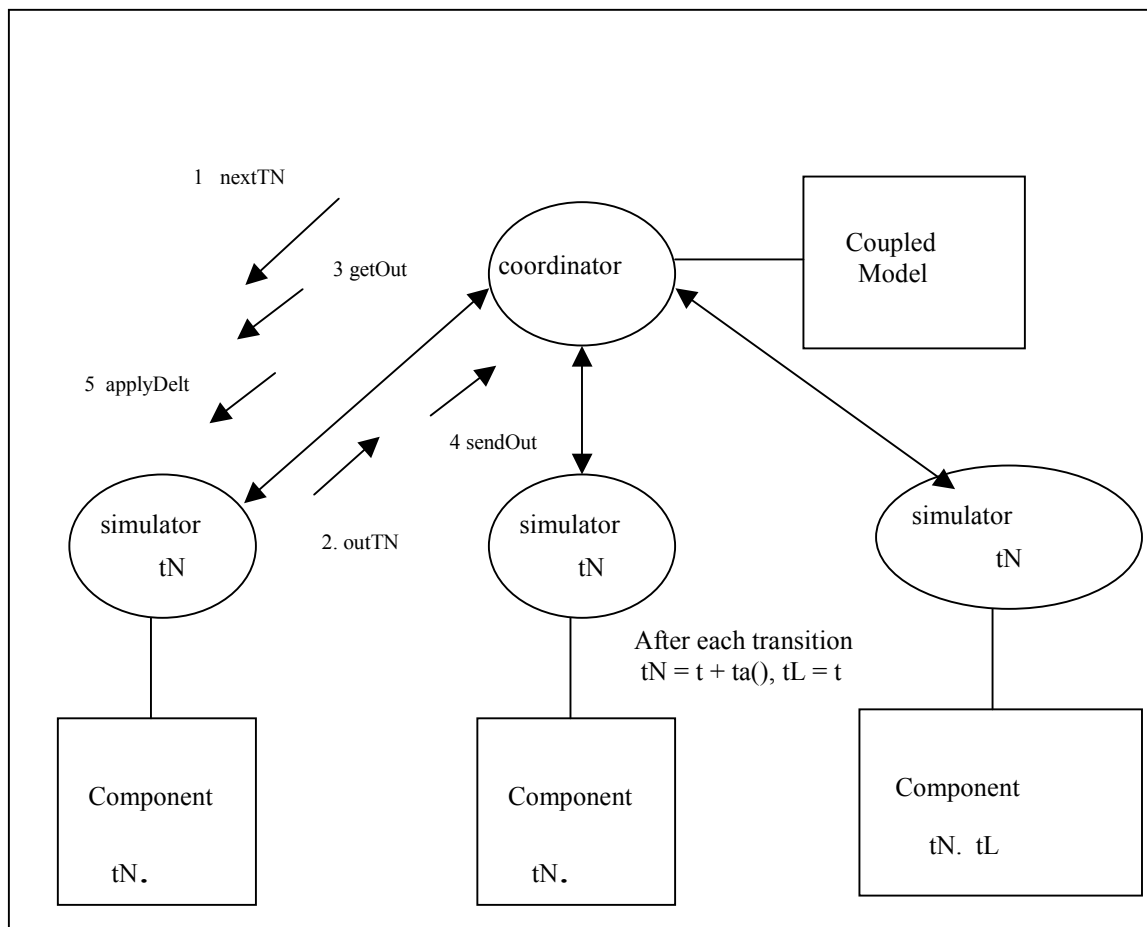 1 nextTN
3 getOut
5 applyDelt
coordinator
Coupled
Model
4 sendOut
2. outTN
simulator
tN
simulator
tN
simulator
tN
After each transition
tN = t + ta(), tL = t
Component
tN.
Component
tN.
Component
tN. tL